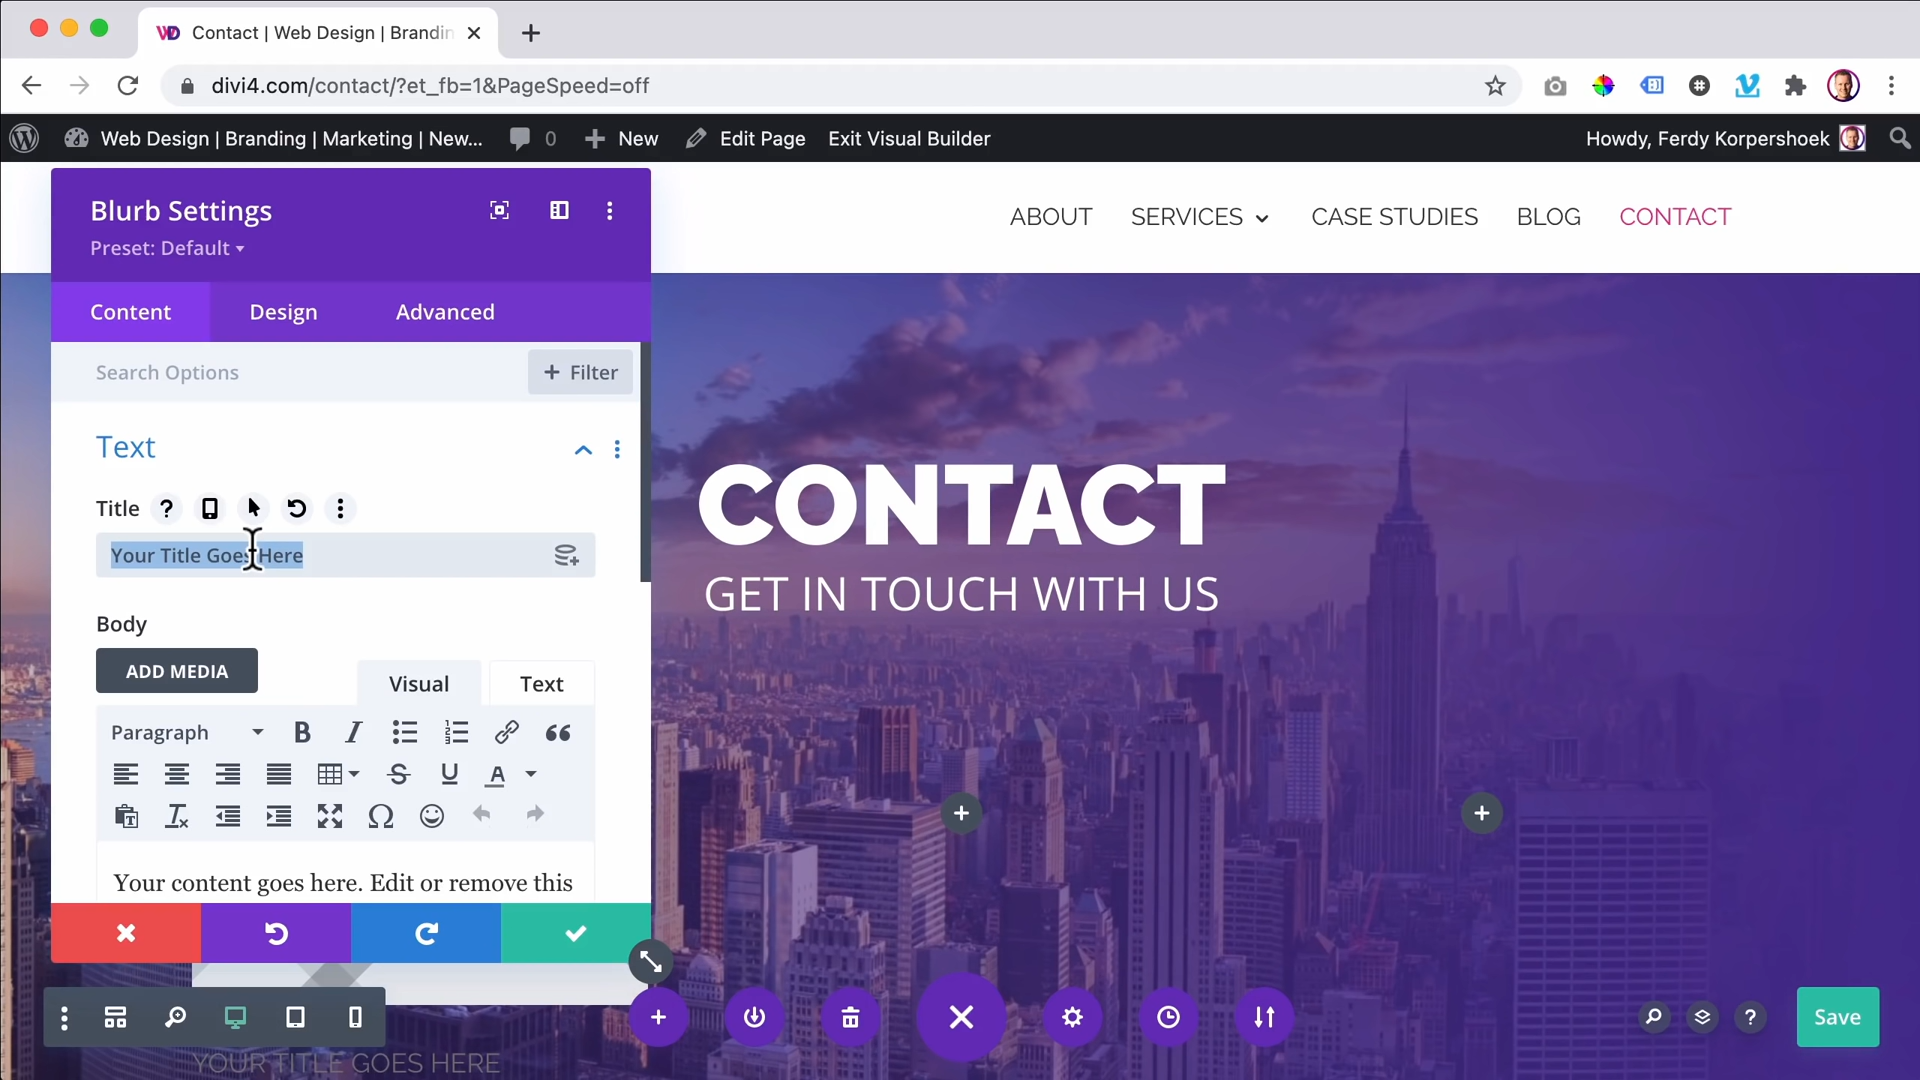 Contact | Web Design | Brandin
divi4.com/contact/?et_fb=1&PageSpeed=off
Web Design | Branding | Marketing | New...
0
New
Edit Page
Exit Visual Builder
Howdy, Ferdy Korpershoek
Blurb Settings
Preset: Default
ABOUT
SERVICES
CASE STUDIES
BLOG
CONTACT
Content
Design
Advanced
Search Options
+ Filter
Text
Title
Your Title Goes Here
CONTACT
GET IN TOUCH WITH US
Body
ADD MEDIA
Visual
Text
Paragraph
Your content goes here. Edit or remove this
Save
YOUR TITLE GOES HERE